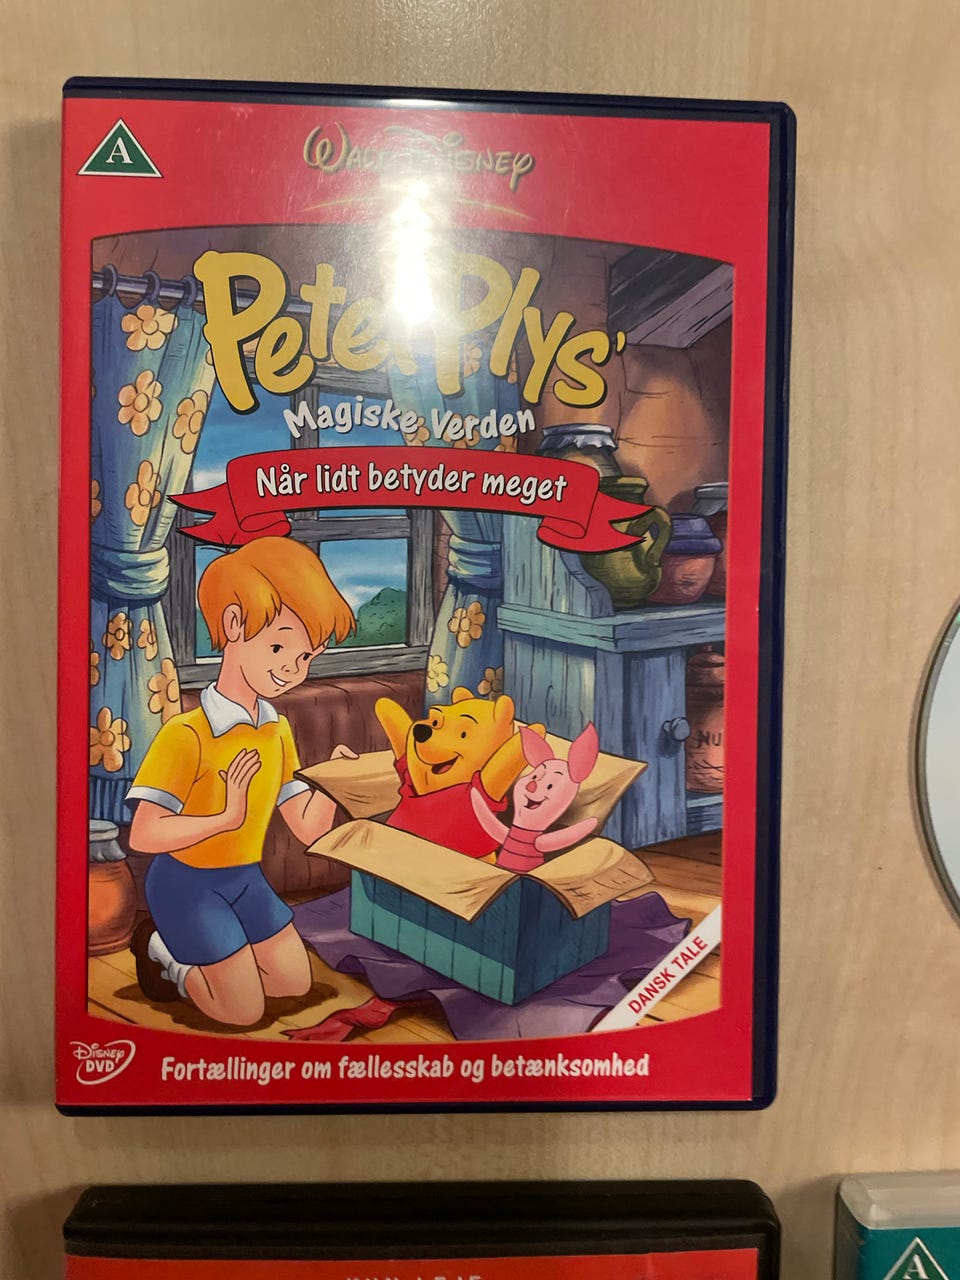 A
WALT DISNEY
Peter Plys'
Magiske Verden
Når lidt betyder meget
HU
DANSK TALE
DISNEY
DVD
Fortællinger om fællesskab og betænksomhed
A